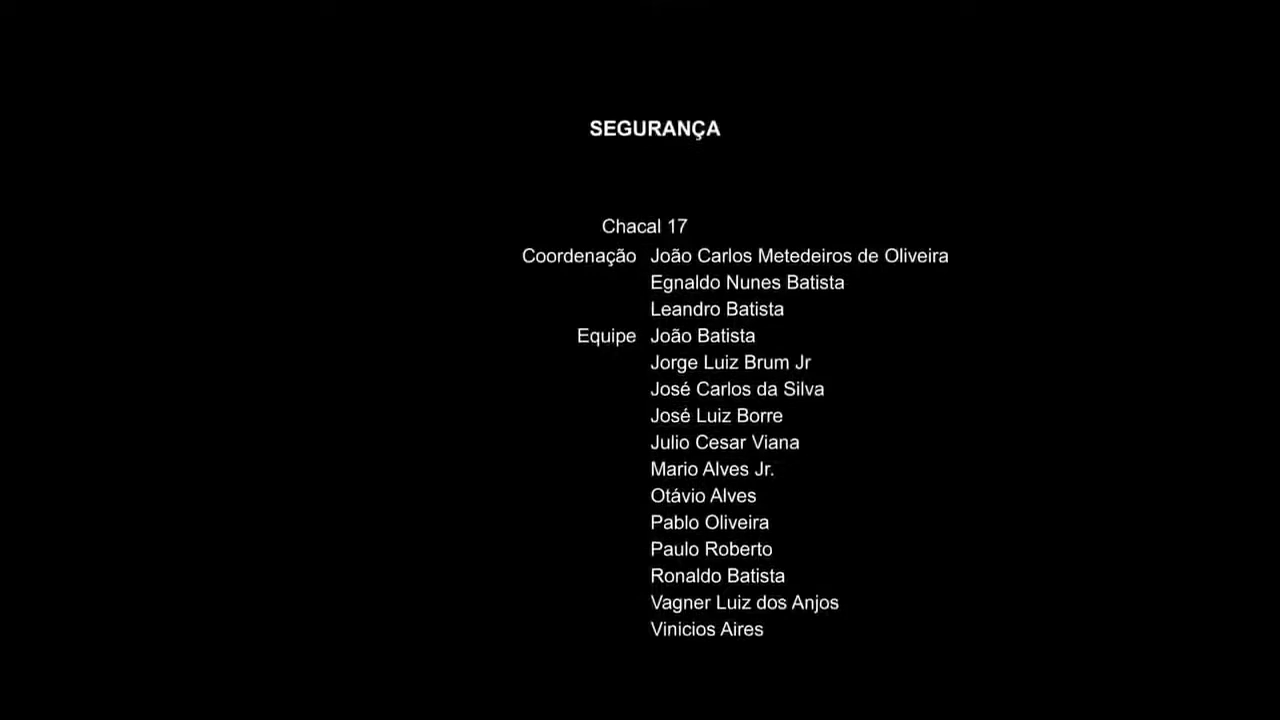 SEGURANÇA
Chacal 17
Coordenação João Carlos Metedeiros de Oliveira
Egnaldo Nunes Batista
Leandro Batista
Equipe João Batista
Jorge Luiz Brum Jr
José Carlos da Silva
José Luiz Borre
Julio Cesar Viana
Mario Alves Jr.
Otávio Alves
Pablo Oliveira
Paulo Roberto
Ronaldo Batista
Vagner Luiz dos Anjos
Vinicios Aires